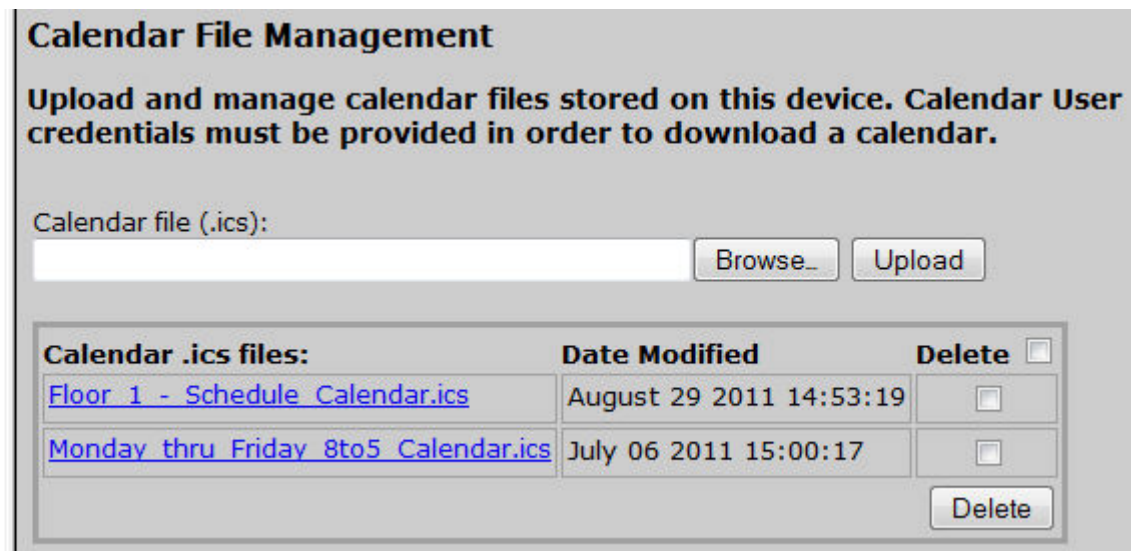 Calendar File Management
Upload and manage calendar files stored on this device. Calendar User
credentials must be provided in order to download a calendar.
Calendar file (.ics):
Browse... Upload
Calendar .ics files: Date Modified Delete
Floor_1_-_Schedule_Calendar.ics August 29 2011 14:53:19
Monday_thru_Friday_8to5_Calendar.ics July 06 2011 15:00:17
Delete